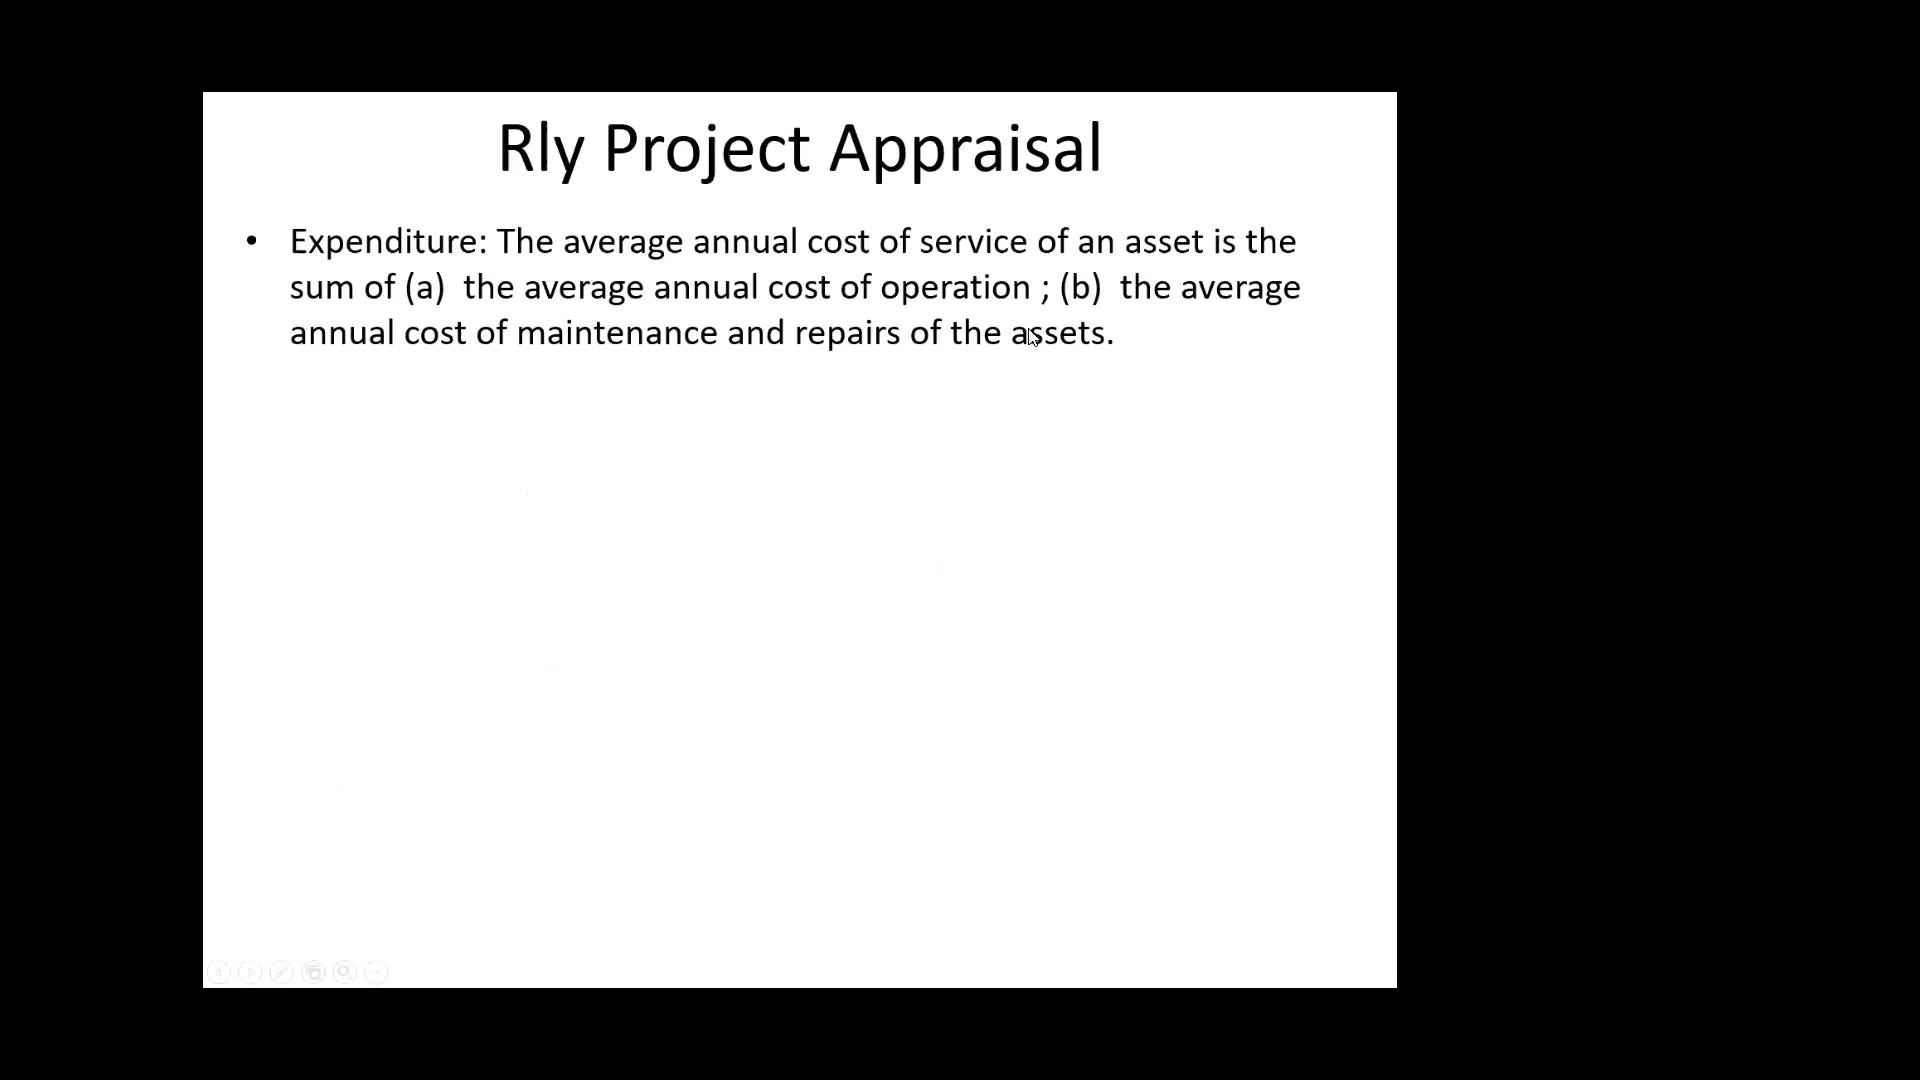 Rly Project Appraisal
• Expenditure: The average annual cost of service of an asset is the
sum of (a)  the average annual cost of operation ; (b)  the average
annual cost of maintenance and repairs of the assets.